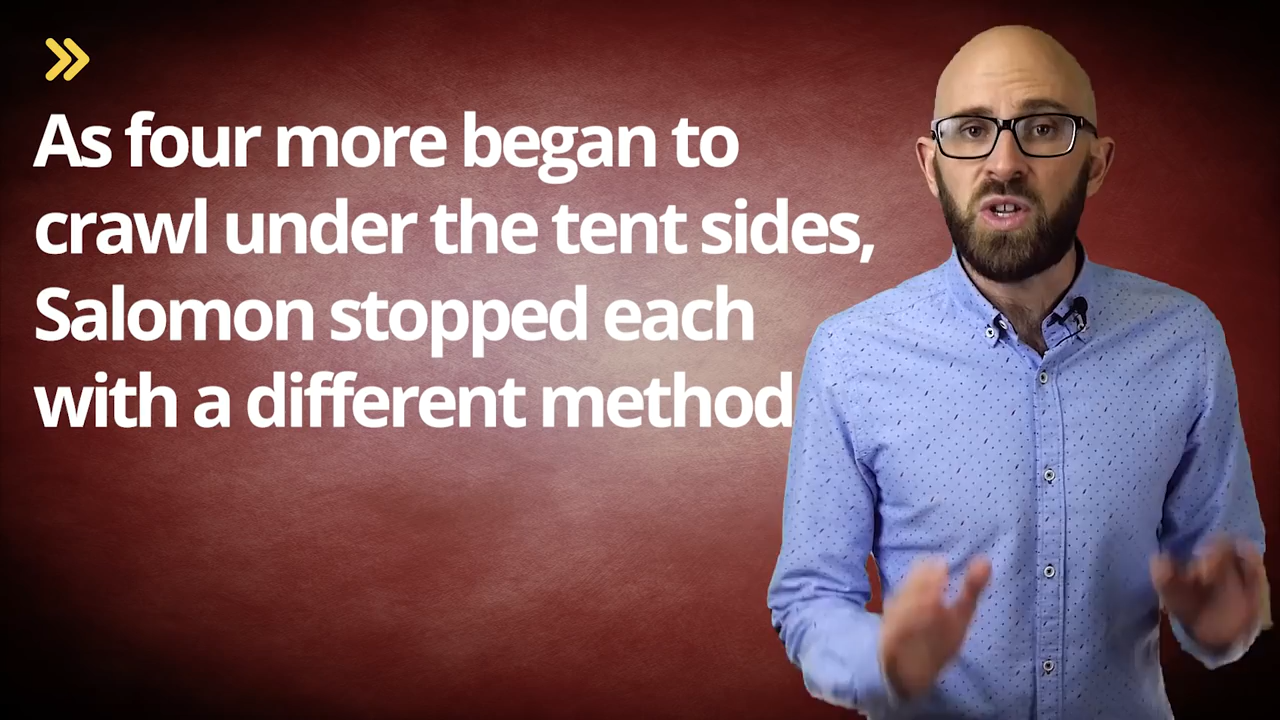 As four more began to
crawl under the tent sides,
Salomon stopped each
with a different method